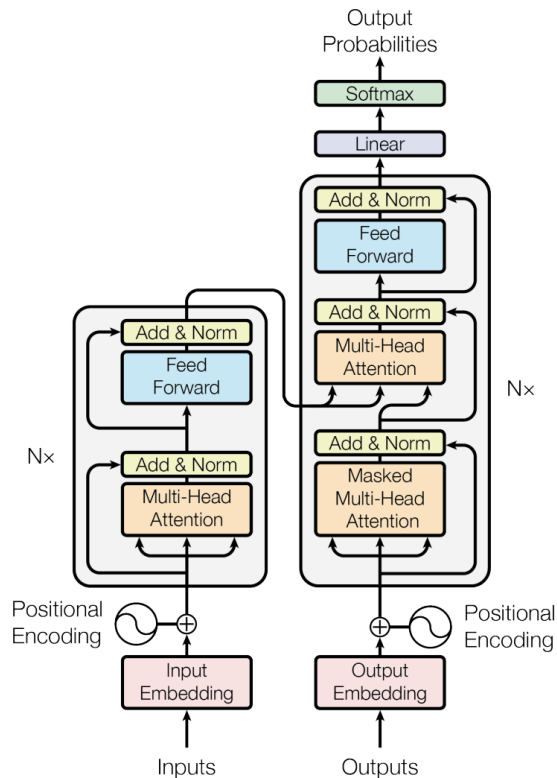 Output
Probabilities
Softmax
Linear
Add & Norm
Feed
Forward
Add & Norm
Multi-Head
Attention
Add & Norm
Masked
Multi-Head
Attention
N×
Add & Norm
Feed
Forward
Add & Norm
Multi-Head
Attention
N×
Positional
Encoding
Positional
Encoding
Input
Embedding
Output
Embedding
Inputs
Outputs